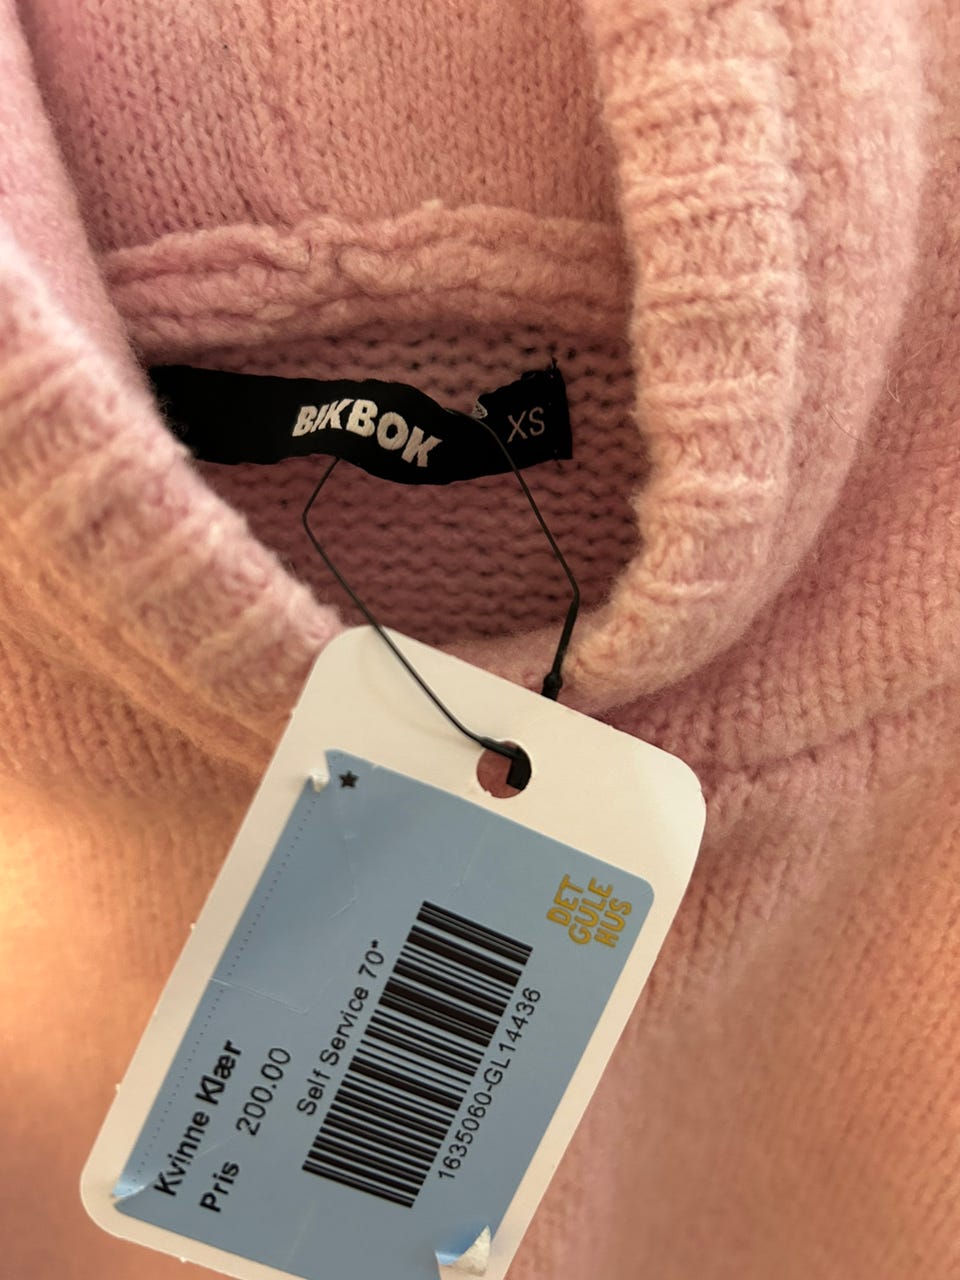 BIKBOK
XS
DET
GULE
HUS
Kvinne Klær
Pris 200.00
Self Service 70*
1635060-GL14436